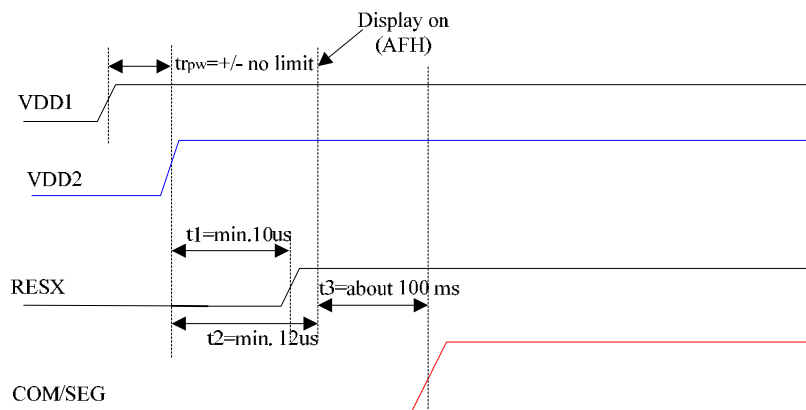 Display on
(AFH)
trpw=+/- no limit
VDD1
VDD2
t1=min.10us
RESX
t3=about 100 ms
t2=min. 12us
COM/SEG